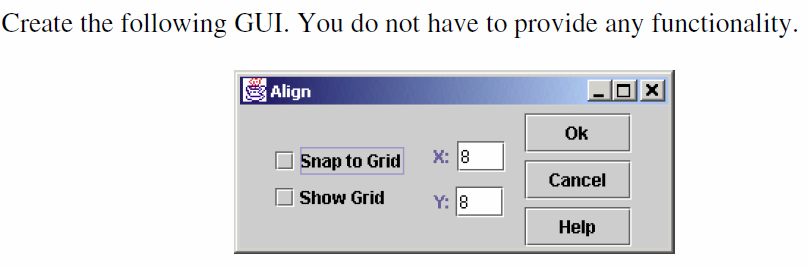 Create the following GUI. You do not have to provide any functionality.
Align
Snap to Grid
Show Grid
X: 8
Y: 8
Ok
Cancel
Help